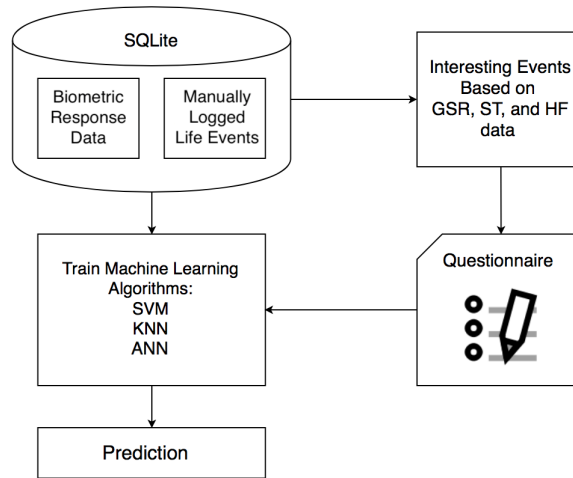 SQLite
Biometric
Response
Data
Manually
Logged
Life Events
Interesting Events
Based on
GSR, ST, and HF
data
Train Machine Learning
Algorithms:
SVM
KNN
ANN
Questionnaire
Prediction